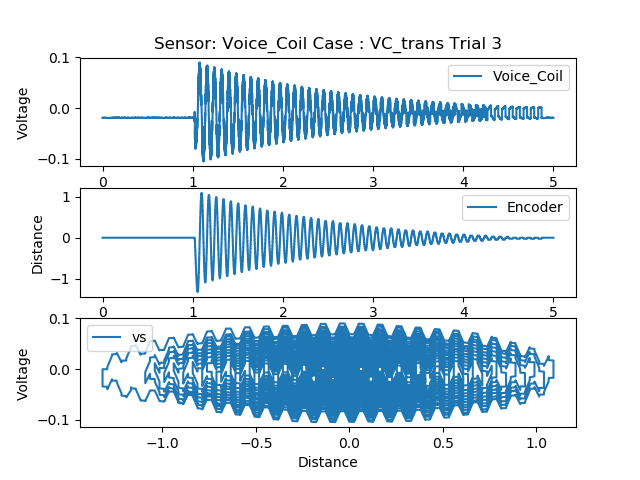 Sensor: Voice_Coil Case : VC_trans Trial 3
0.1
0.0
−0.1
Voltage
Voice_Coil
0 1 2 3 4 5
1
0
−1
Distance
Encoder
0 1 2 3 4 5
0.1
0.0
−0.1
Voltage
vs
−1.0 −0.5 0.0 0.5 1.0
Distance